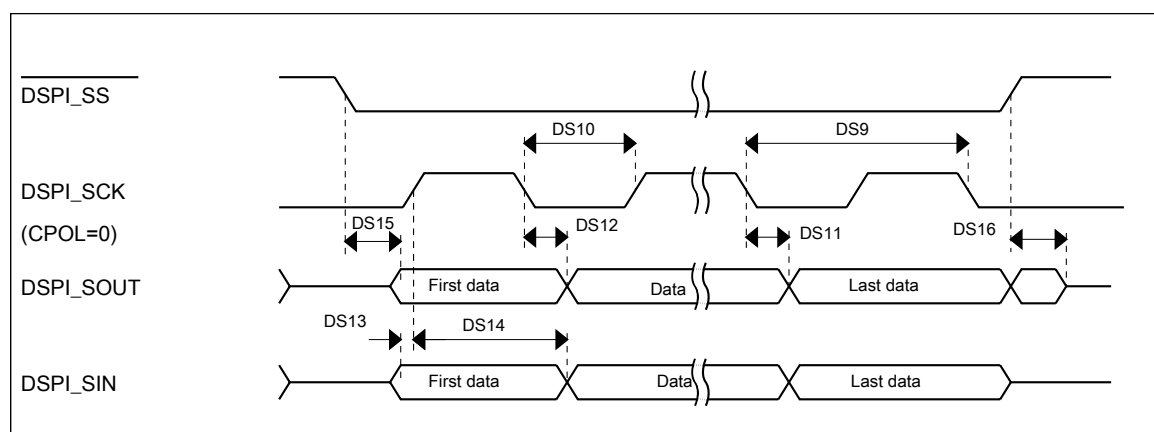 DSPI_SS
DS10
DS9
DSPI_SCK
(CPOL=0)
DS15
DS12
DS11
DS16
DSPI_SOUT
First data
Data
Last data
DS13
DS14
DSPI_SIN
First data
Data
Last data